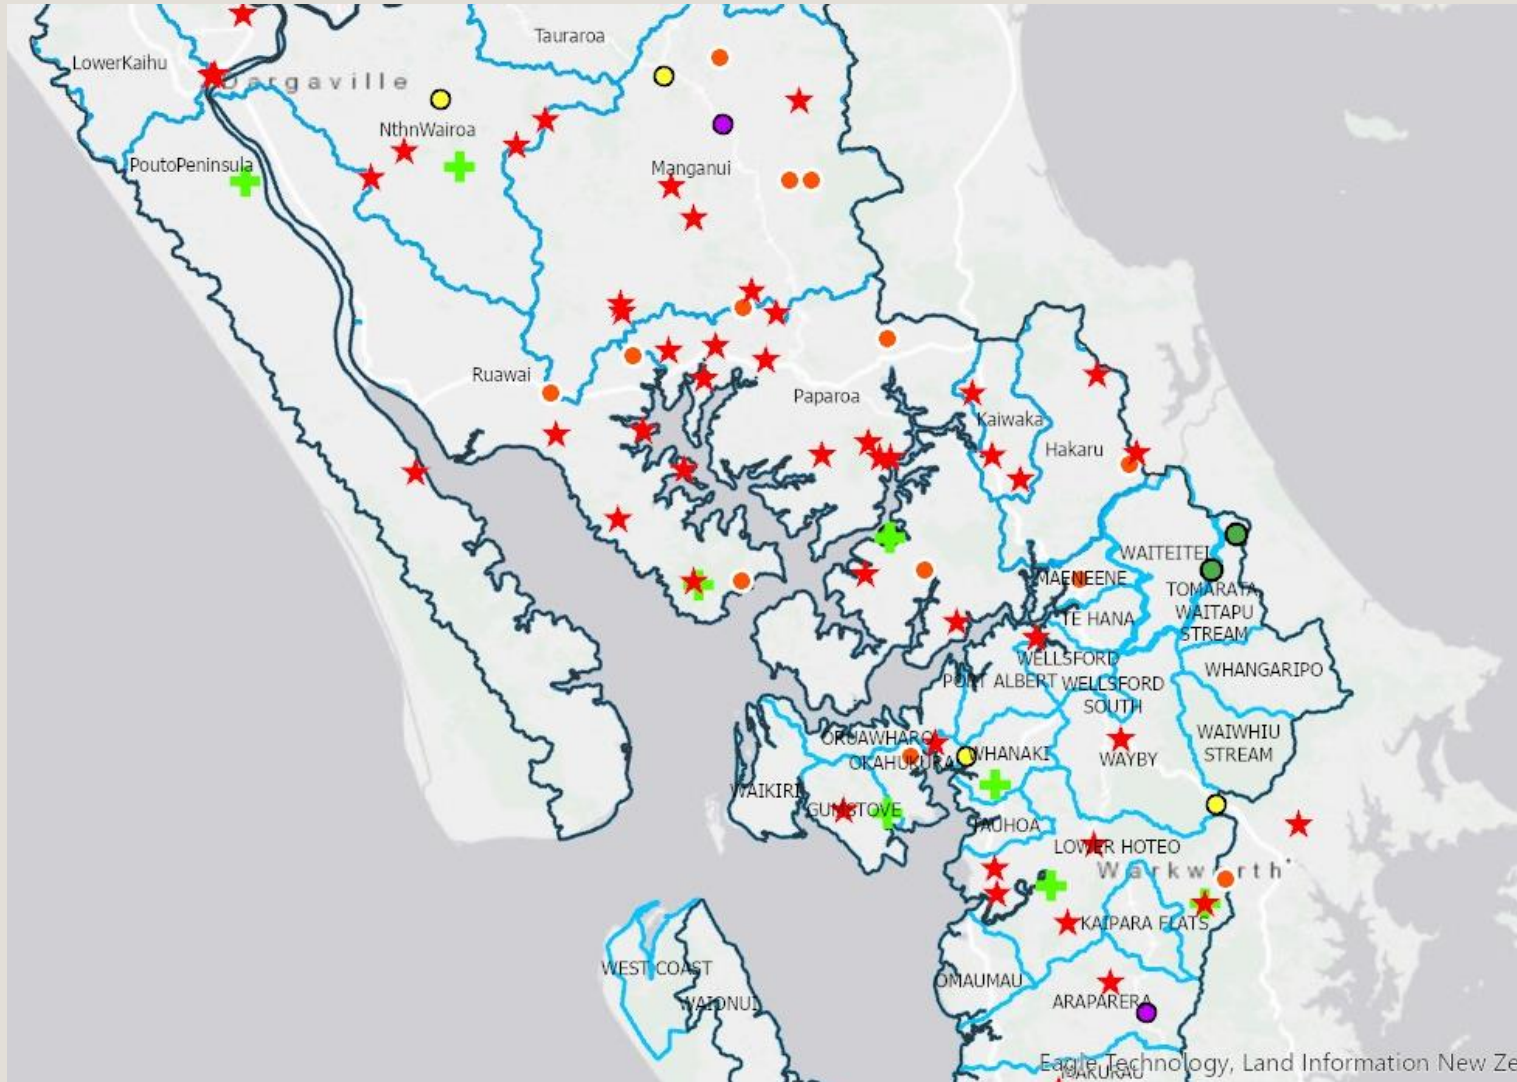 Tauraroa
LowerKaihu
Dargaville
NthnWairoa
PoutoPeninsula
Manganui
Ruawai
Paparoa
Kaiwaka
Hakaru
WAITEITEI
MAENEENE
TOMARATA
WAITAPU
STREAM
TE HANA
WELLSFORD
WHANGARIPO
PORT ALBERT
WELLSFORD
SOUTH
ORUAWHARO
WHANAKI
WAIWHIU
STREAM
OKAHUKURA
WAYBY
WAIKIRI
GUMSTOVE
TAUHOA
LOWER HOTEO
Warkworth
KAIPARA FLATS
WEST COAST
OMAUMAU
WAIONUI
ARAPARERA
Eagle Technology, Land Information New Ze
MAKURAU